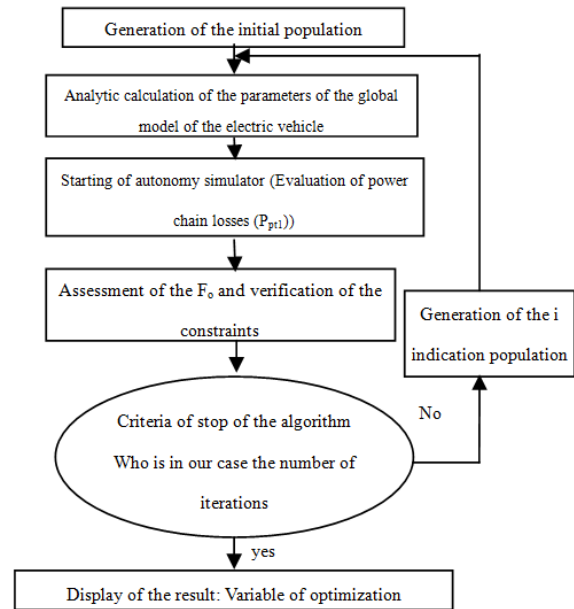 Generation of the initial population
Analytic calculation of the parameters of the global
model of the electric vehicle
Starting of autonomy simulator (Evaluation of power
chain losses (Pptl))
Assessment of the Fo and verification of the
constraints
Generation of the i
indication population
No
Criteria of stop of the algorithm
Who is in our case the number of
iterations
yes
Display of the result: Variable of optimization